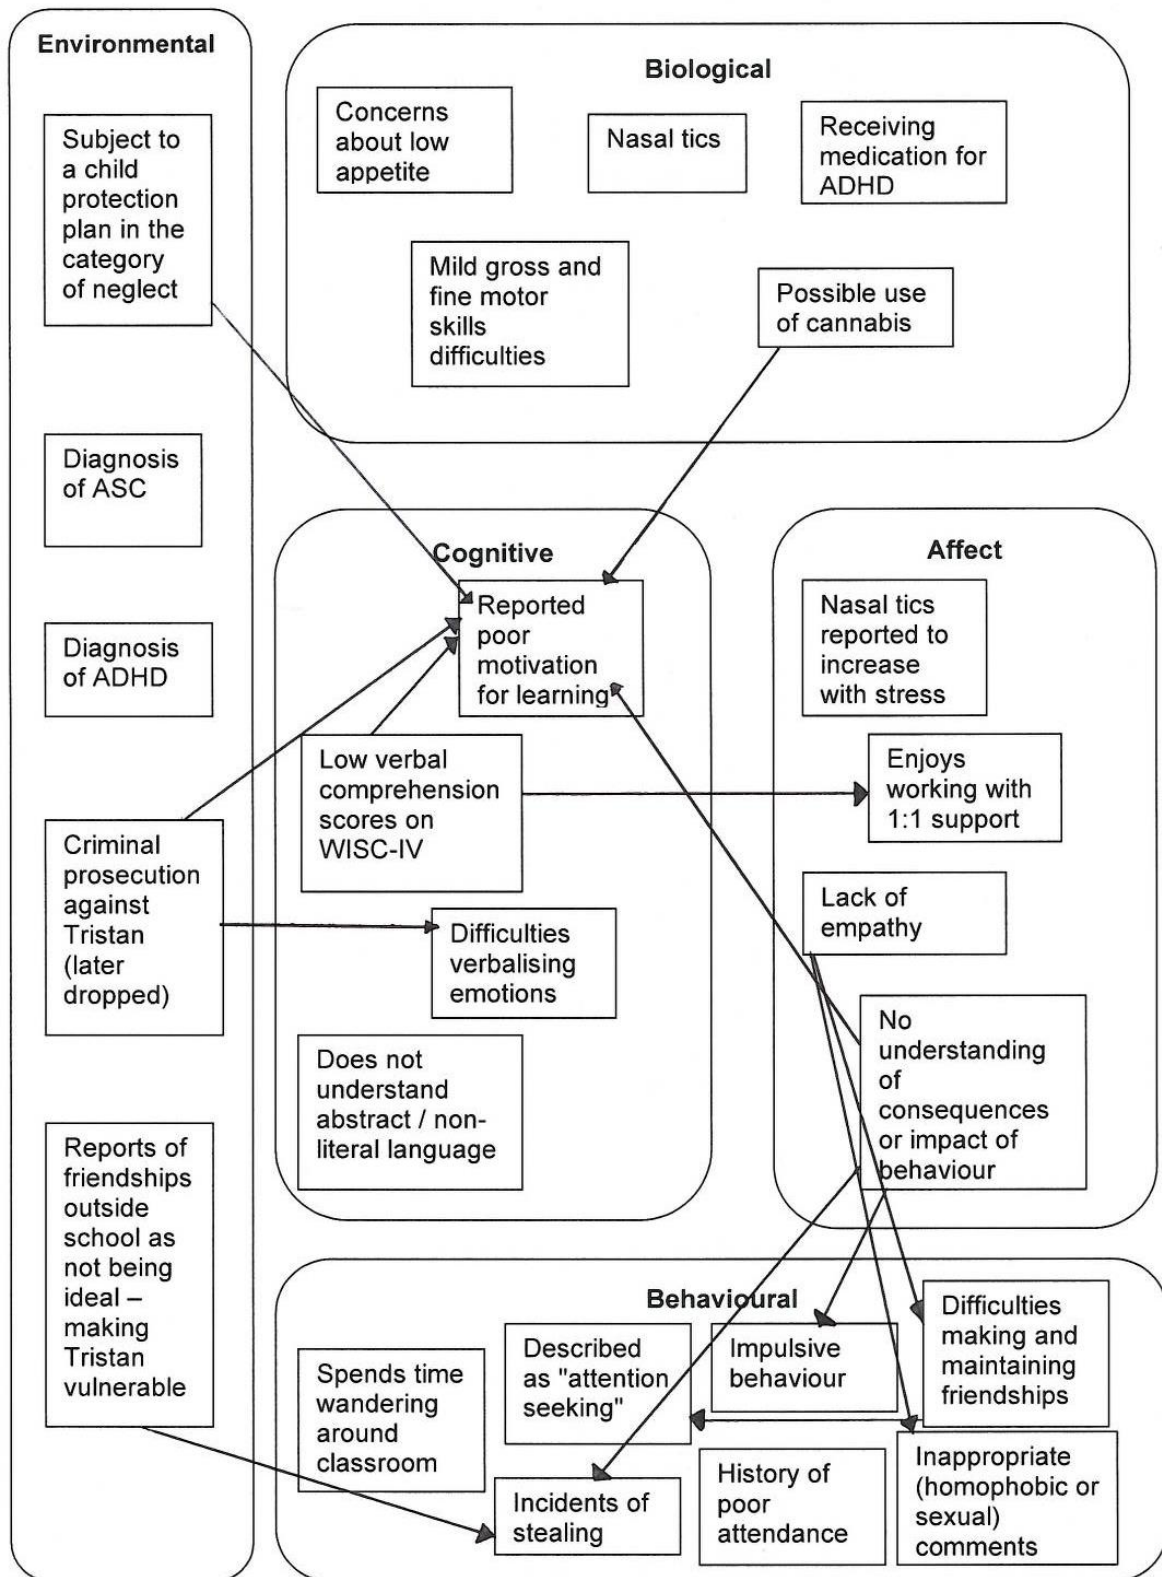 Environmental
Subject to
a child
protection
plan in the
category
of neglect
Diagnosis
of ASC
Diagnosis
of ADHD
Criminal
prosecution
against
Tristan
(later
dropped)
Reports of
friendships
outside
school as
not being
ideal –
making
Tristan
vulnerable
Biological
Concerns
about low
appetite
Nasal tics
Receiving
medication for
ADHD
Mild gross and
fine motor
skills
difficulties
Possible use
of cannabis
Cognitive
Reported
poor
motivation
for learning
Low verbal
comprehension
scores on
WISC-IV
Difficulties
verbalising
emotions
Does not
understand
abstract / non-
literal language
Affect
Nasal tics
reported to
increase
with stress
Enjoys
working with
1:1 support
Lack of
empathy
No
understanding
of
consequences
or impact of
behaviour
Behavioural
Spends time
wandering
around
classroom
Described
as "attention
seeking"
Impulsive
behaviour
Difficulties
making and
maintaining
friendships
Incidents of
stealing
History of
poor
attendance
Inappropriate
(homophobic or
sexual)
comments